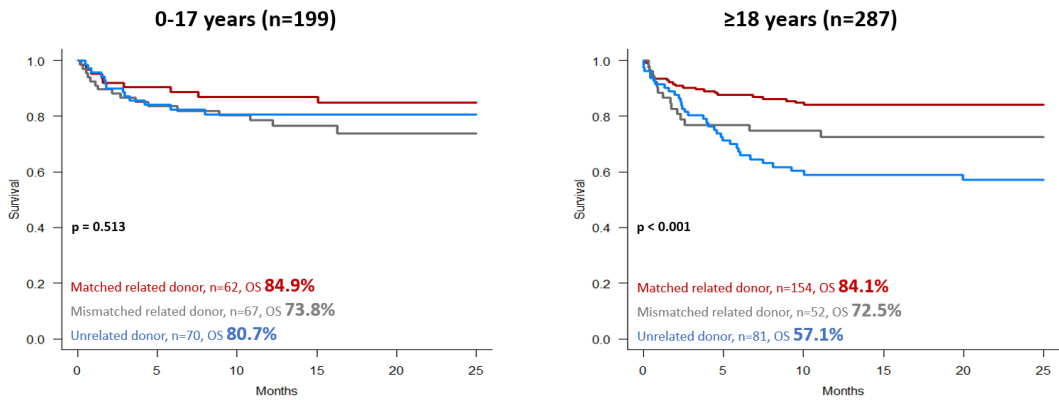 0-17 years (n=199)
1.0
0.8
0.6
0.4
0.2
0.0
Survival
p = 0.513
Matched related donor, n=62, OS 84.9%
Mismatched related donor, n=67, OS 73.8%
Unrelated donor, n=70, OS 80.7%
0 5 10 15 20 25
Months
≥18 years (n=287)
1.0
0.8
0.6
0.4
0.2
0.0
Survival
p < 0.001
Matched related donor, n=154, OS 84.1%
Mismatched related donor, n=52, OS 72.5%
Unrelated donor, n=81, OS 57.1%
0 5 10 15 20 25
Months